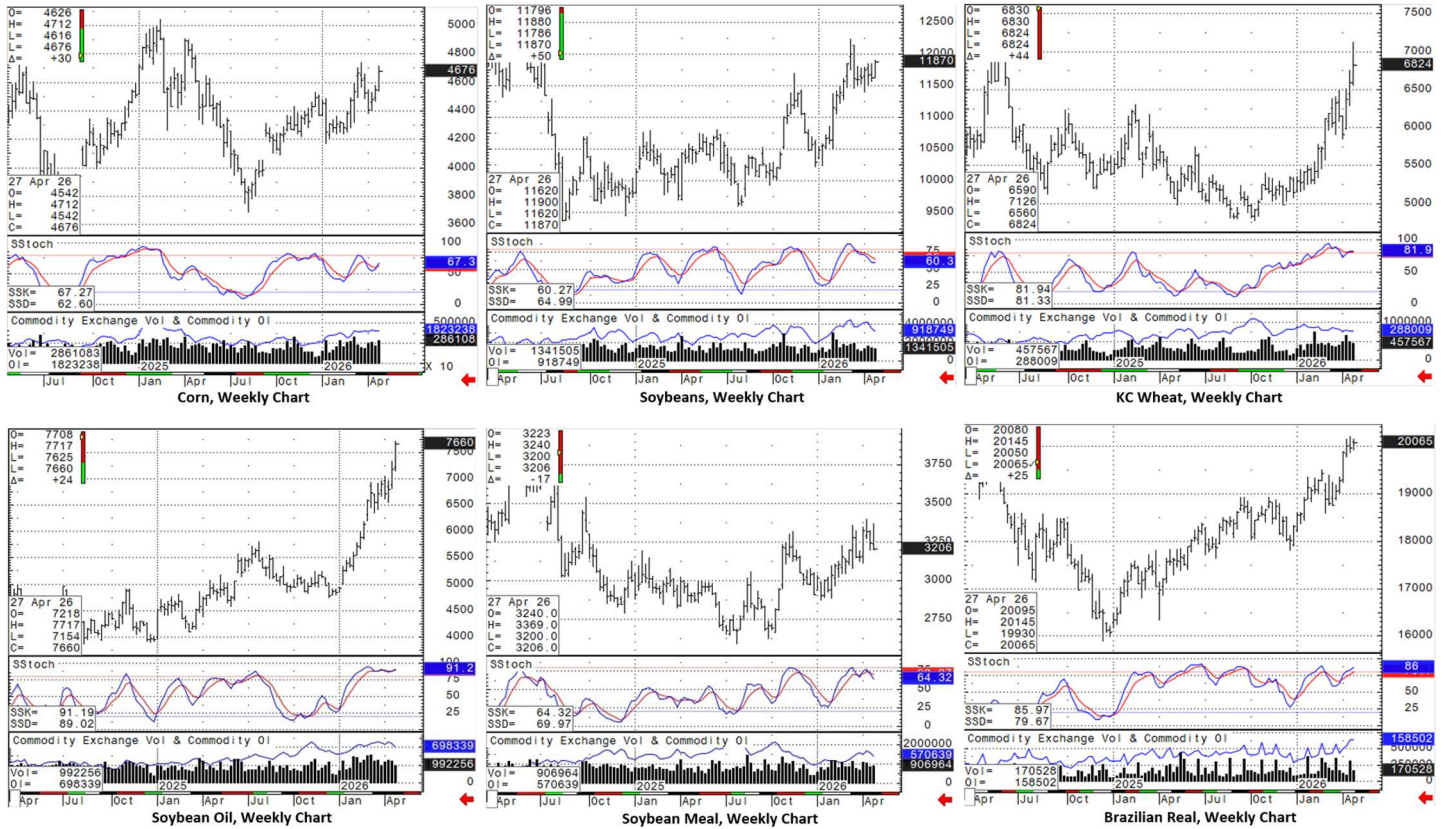 O= 4626
H= 4712
L= 4616
L= 4676
Δ= +30
5000
4676
4600
4400
4200
4000
3800
3600
27 Apr 26
O= 4542
H= 4712
L= 4542
C= 4676
SStoch
100
67.3
50
0
SSK= 67.27
SSD= 62.60
Commodity Exchange Vol & Commodity OI
500000
1823238
286108
Vol= 2861083
OI= 1823238
X 10
2025
2026
Jul Oct Jan Apr Jul Oct Jan Apr
Corn, Weekly Chart
O= 11796
H= 11880
L= 11786
L= 11870
Δ= +50
12500
12000
11870
11500
11000
10500
10000
9500
27 Apr 26
O= 11620
H= 11900
L= 11620
C= 11870
SStoch
75
60.3
50
25
0
SSK= 60.27
SSD= 64.99
Commodity Exchange Vol & Commodity OI
4000000
918749
1341505
0
Vol= 1341505
OI= 918749
2025
2026
Apr Jul Oct Jan Apr Jul Oct Jan Apr
Soybeans, Weekly Chart
O= 6830
H= 6830
L= 6824
L= 6824
Δ= +44
7500
7000
6824
6500
6000
5500
5000
27 Apr 26
O= 6590
H= 7126
L= 6560
C= 6824
SStoch
100
81.9
50
0
SSK= 81.94
SSD= 81.33
Commodity Exchange Vol & Commodity OI
1000000
288009
457567
0
Vol= 457567
OI= 288009
2025
2026
Apr Jul Oct Jan Apr Jul Oct Jan Apr
KC Wheat, Weekly Chart
O= 7708
H= 7717
L= 7625
L= 7660
Δ= +24
7660
7500
7000
6500
6000
5500
5000
4500
4000
27 Apr 26
O= 7218
H= 7717
L= 7154
C= 7660
SStoch
100
91.2
75
50
25
SSK= 91.19
SSD= 89.02
Commodity Exchange Vol & Commodity OI
698339
992256
0
Vol= 992256
OI= 698339
2025
2026
Apr Jul Oct Jan Apr Jul Oct Jan Apr
Soybean Oil, Weekly Chart
O= 3223
H= 3240
L= 3200
L= 3206
Δ= -17
3750
3500
3206
3000
2750
27 Apr 26
O= 3240.0
H= 3369.0
L= 3200.0
C= 3206.0
SStoch
64.32
50
25
0
SSK= 64.32
SSD= 69.97
Commodity Exchange Vol & Commodity OI
2000000
570639
906964
0
Vol= 906964
OI= 570639
2025
2026
Apr Jul Oct Jan Apr Jul Oct Jan Apr
Soybean Meal, Weekly Chart
O= 20080
H= 20145
L= 20050
L= 20065
Δ= +25
20065
19000
18000
17000
16000
27 Apr 26
O= 20095
H= 20145
L= 19930
C= 20065
SStoch
86
50
25
SSK= 85.97
SSD= 79.67
Commodity Exchange Vol & Commodity OI
158502
170528
0
Vol= 170528
OI= 158502
2025
2026
Apr Jul Oct Jan Apr Jul Oct Jan Apr
Brazilian Real, Weekly Chart